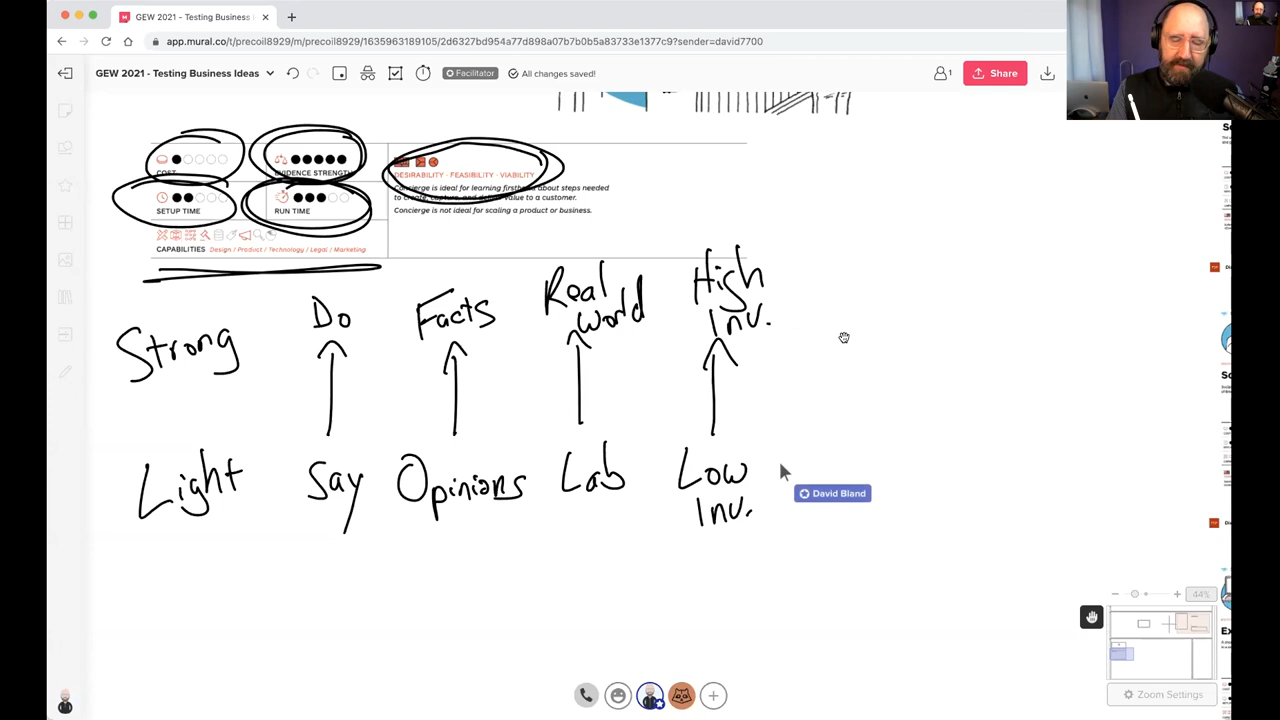 GEW 2021 - Testing Business I
app.mural.co/t/precoil8929/m/precoil8929/1635963189105/2d6327bd954a77d898a07b7b0b5a83733e1377c9?sender=david7700
GEW 2021 - Testing Business Ideas
Facilitator
All changes saved!
1
Share
COST
EVIDENCE STRENGTH
SETUP TIME
RUN TIME
CAPABILITIES Design / Product / Technology / Legal / Marketing
DESIRABILITY · FEASIBILITY · VIABILITY
Concierge is ideal for learning firsthand about steps needed
to create, capture, and deliver value to a customer.
Concierge is not ideal for scaling a product or business.
Strong
Do
Facts
Real
World
High
Inv.
Light
Say
Opinions
Lab
Low
Inv.
David Bland
44%
Zoom Settings